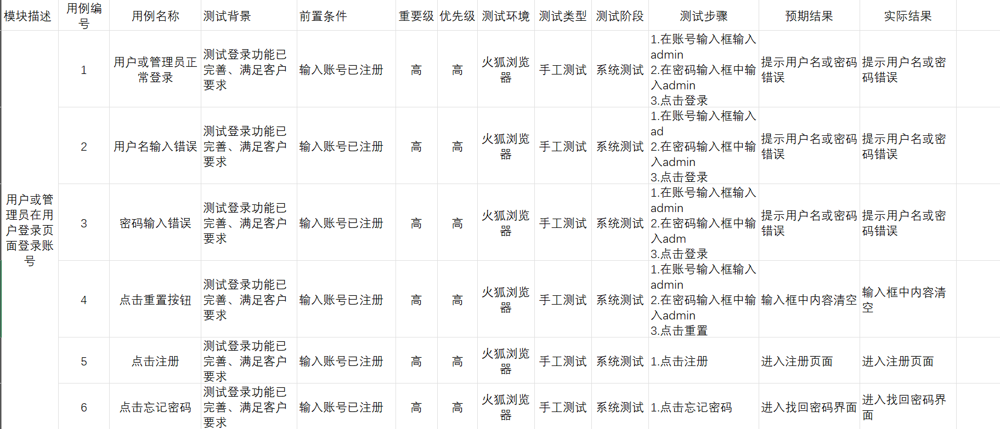 模块描述
用例编
号
用例名称
测试背景
前置条件
重要级
优先级
测试环境
测试类型
测试阶段
测试步骤
预期结果
实际结果
用户或管
理员在用
户登录页
面登录账
号
1
用户或管理员正
常登录
测试登录功能已
完善、满足客户
要求
输入账号已注册
高
高
火狐浏览
器
手工测试
系统测试
1.在账号输入框输入
admin
2.在密码输入框中输
入admin
3.点击登录
提示用户名或密码
错误
提示用户名或密
码错误
2
用户名输入错误
测试登录功能已
完善、满足客户
要求
输入账号已注册
高
高
火狐浏览
器
手工测试
系统测试
1.在账号输入框输入
ad
2.在密码输入框中输
入admin
3.点击登录
提示用户名或密码
错误
提示用户名或密
码错误
3
密码输入错误
测试登录功能已
完善、满足客户
要求
输入账号已注册
高
高
火狐浏览
器
手工测试
系统测试
1.在账号输入框输入
admin
2.在密码输入框中输
入adm
3.点击登录
提示用户名或密码
错误
提示用户名或密
码错误
4
点击重置按钮
测试登录功能已
完善、满足客户
要求
输入账号已注册
高
高
火狐浏览
器
手工测试
系统测试
1.在账号输入框输入
admin
2.在密码输入框中输
入admin
3.点击重置
输入框中内容清空
输入框中内容清
空
5
点击注册
测试登录功能已
完善、满足客户
要求
输入账号已注册
高
高
火狐浏览
器
手工测试
系统测试
1.点击注册
进入注册页面
进入注册页面
6
点击忘记密码
测试登录功能已
完善、满足客户
要求
输入账号已注册
高
高
火狐浏览
器
手工测试
系统测试
1.点击忘记密码
进入找回密码界面
进入找回密码界
面